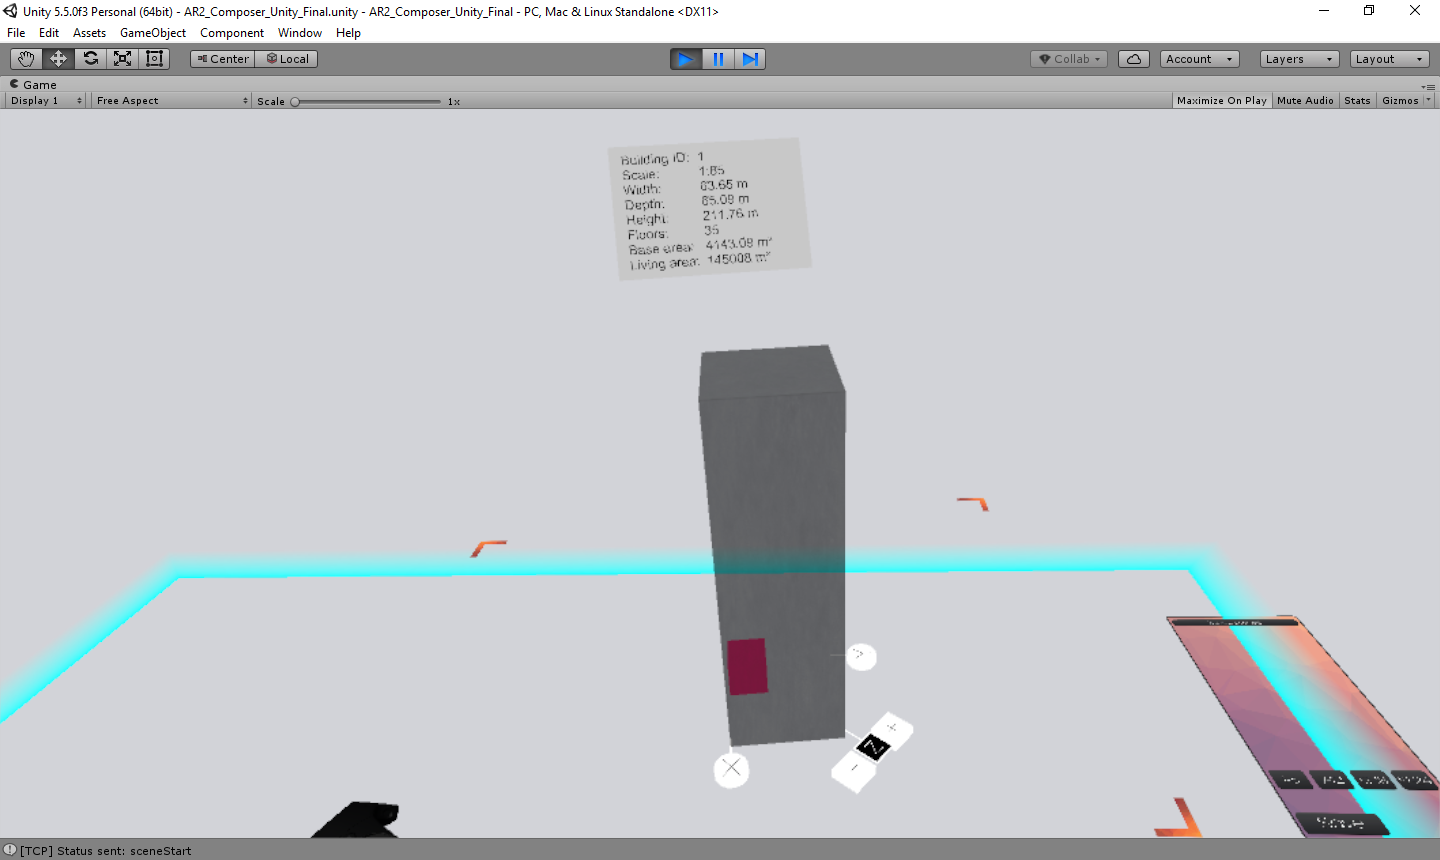 Unity 5.5.0f3 Personal (64bit) - AR2_Composer_Unity_Final.unity - AR2_Composer_Unity_Final - PC, Mac & Linux Standalone <DX11>
File Edit Assets GameObject Component Window Help
Center Local Collab Account Layers Layout
Game
Display 1 Free Aspect Scale 1x Maximize On Play Mute Audio Stats Gizmos
Building ID: 1
Scale: 1:85
Width: 63.65 m
Depth: 65.09 m
Height: 211.76 m
Floors: 35
Base area: 4143.09 m²
Living area: 145008 m²
Z
+
-
[TCP] Status sent: sceneStart